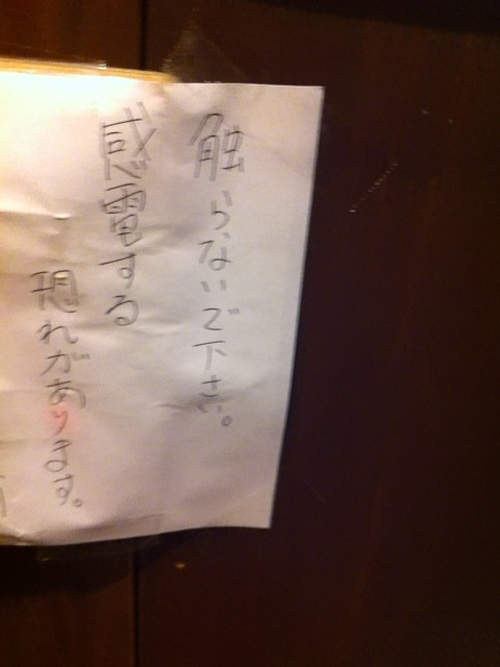 触らないで下さい。
感電する
恐れがあります。